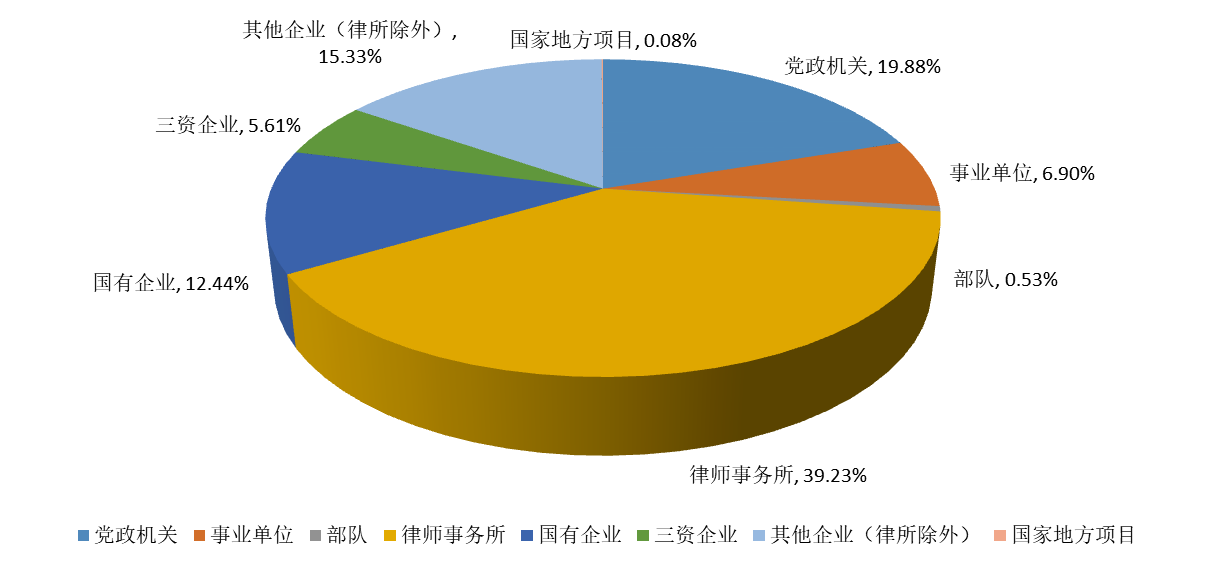 其他企业（律所除外）,
15.33%
国家地方项目, 0.08%
党政机关, 19.88%
三资企业, 5.61%
事业单位, 6.90%
国有企业, 12.44%
部队, 0.53%
律师事务所, 39.23%
党政机关 事业单位 部队 律师事务所 国有企业 三资企业 其他企业（律所除外） 国家地方项目